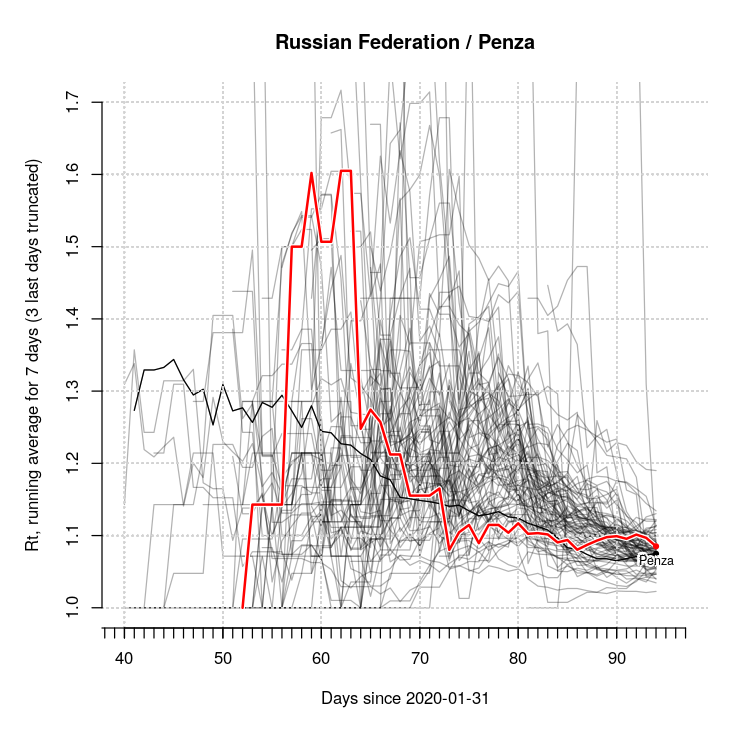 Russian Federation / Penza
Rt, running average for 7 days (3 last days truncated)
1.7
1.6
1.5
1.4
1.3
1.2
1.1
1.0
Penza
40 50 60 70 80 90
Days since 2020-01-31